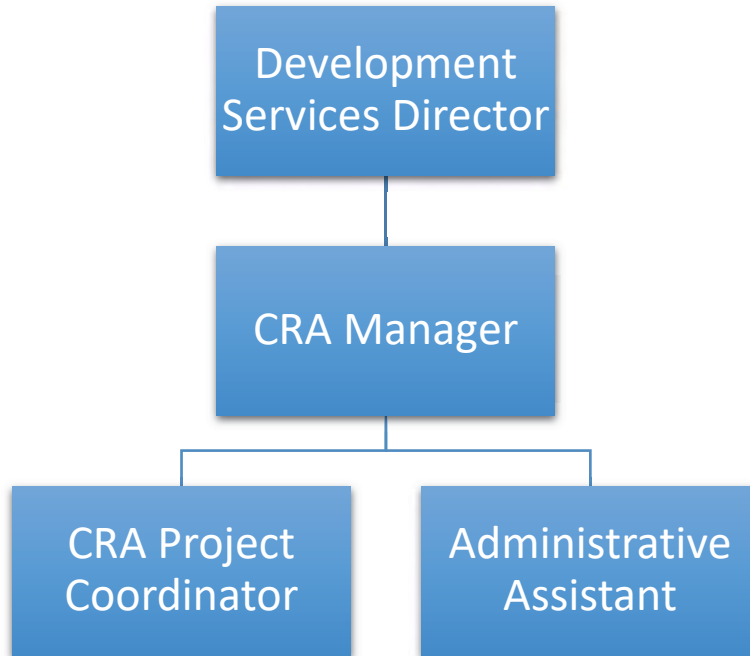 Development
Services Director
CRA Manager
CRA Project
Coordinator
Administrative
Assistant